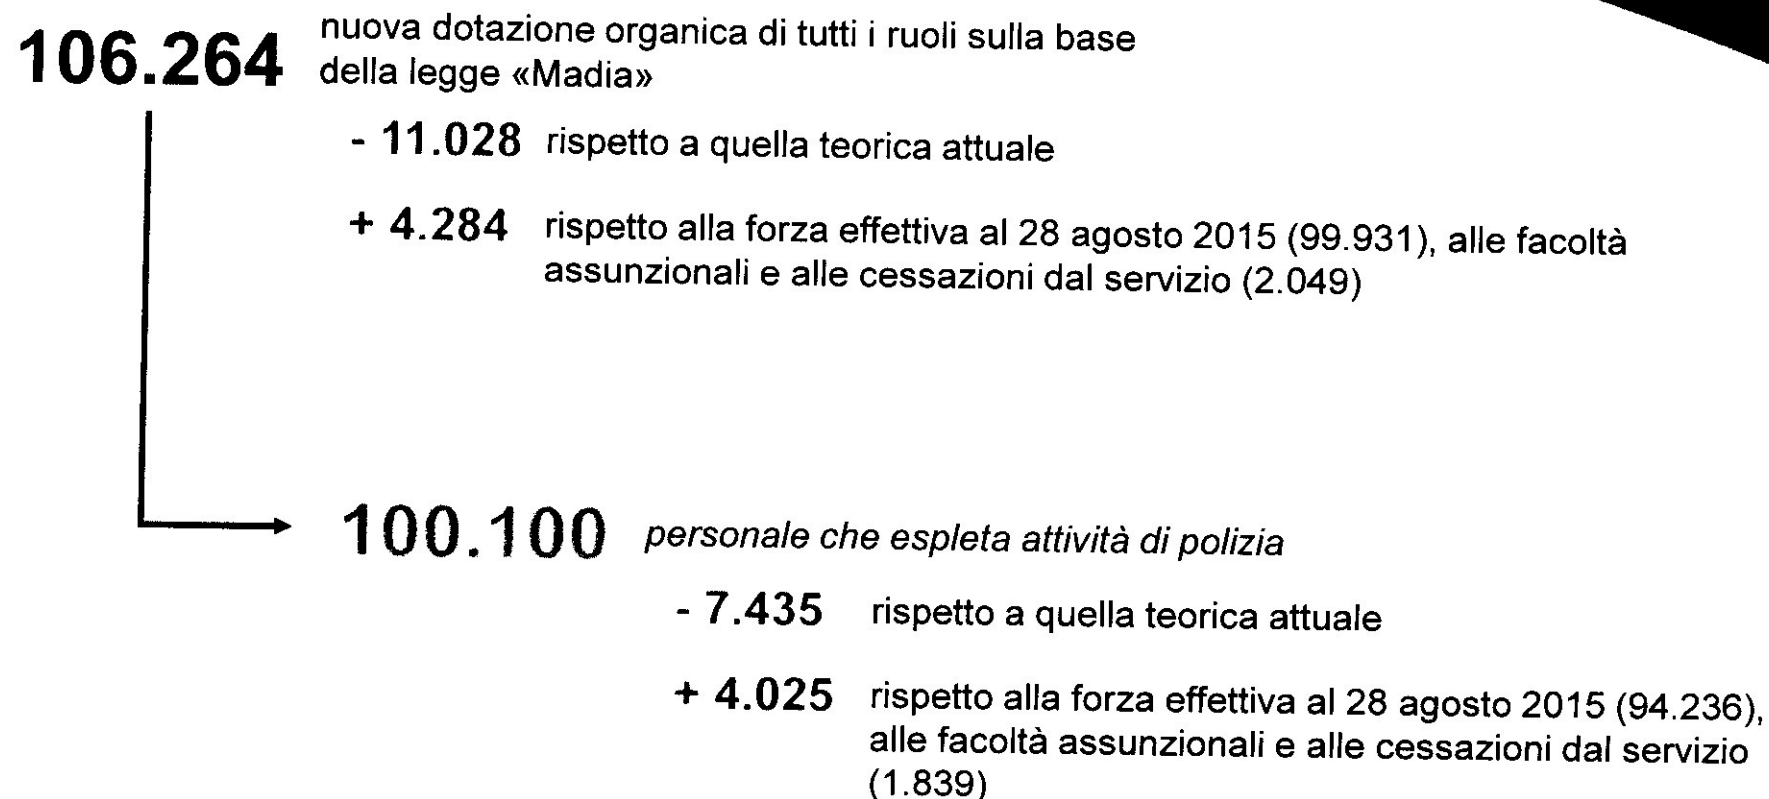 106.264 nuova dotazione organica di tutti i ruoli sulla base
della legge «Madia»
- 11.028 rispetto a quella teorica attuale
+ 4.284 rispetto alla forza effettiva al 28 agosto 2015 (99.931), alle facoltà
assunzionali e alle cessazioni dal servizio (2.049)
100.100 personale che espleta attività di polizia
- 7.435 rispetto a quella teorica attuale
+ 4.025 rispetto alla forza effettiva al 28 agosto 2015 (94.236),
alle facoltà assunzionali e alle cessazioni dal servizio
(1.839)